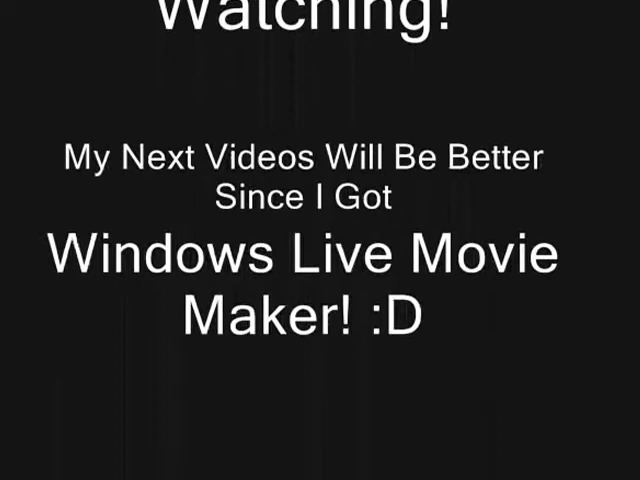 Watching!
My Next Videos Will Be Better
Since I Got
Windows Live Movie
Maker! :D